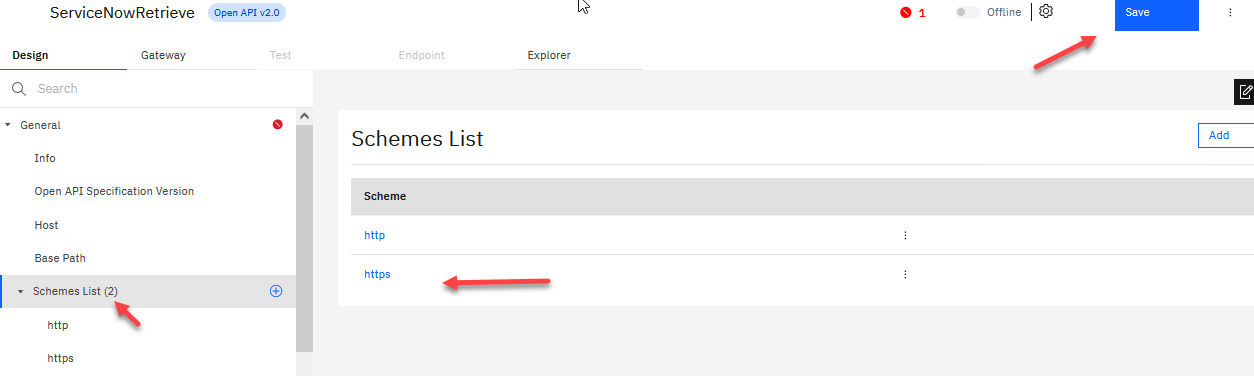 ServiceNowRetrieve Open API v2.0 1 Offline Save
Design Gateway Test Endpoint Explorer
Search
General
Info
Open API Specification Version
Host
Base Path
Schemes List (2)
http
https
Schemes List Add
Scheme
http
https